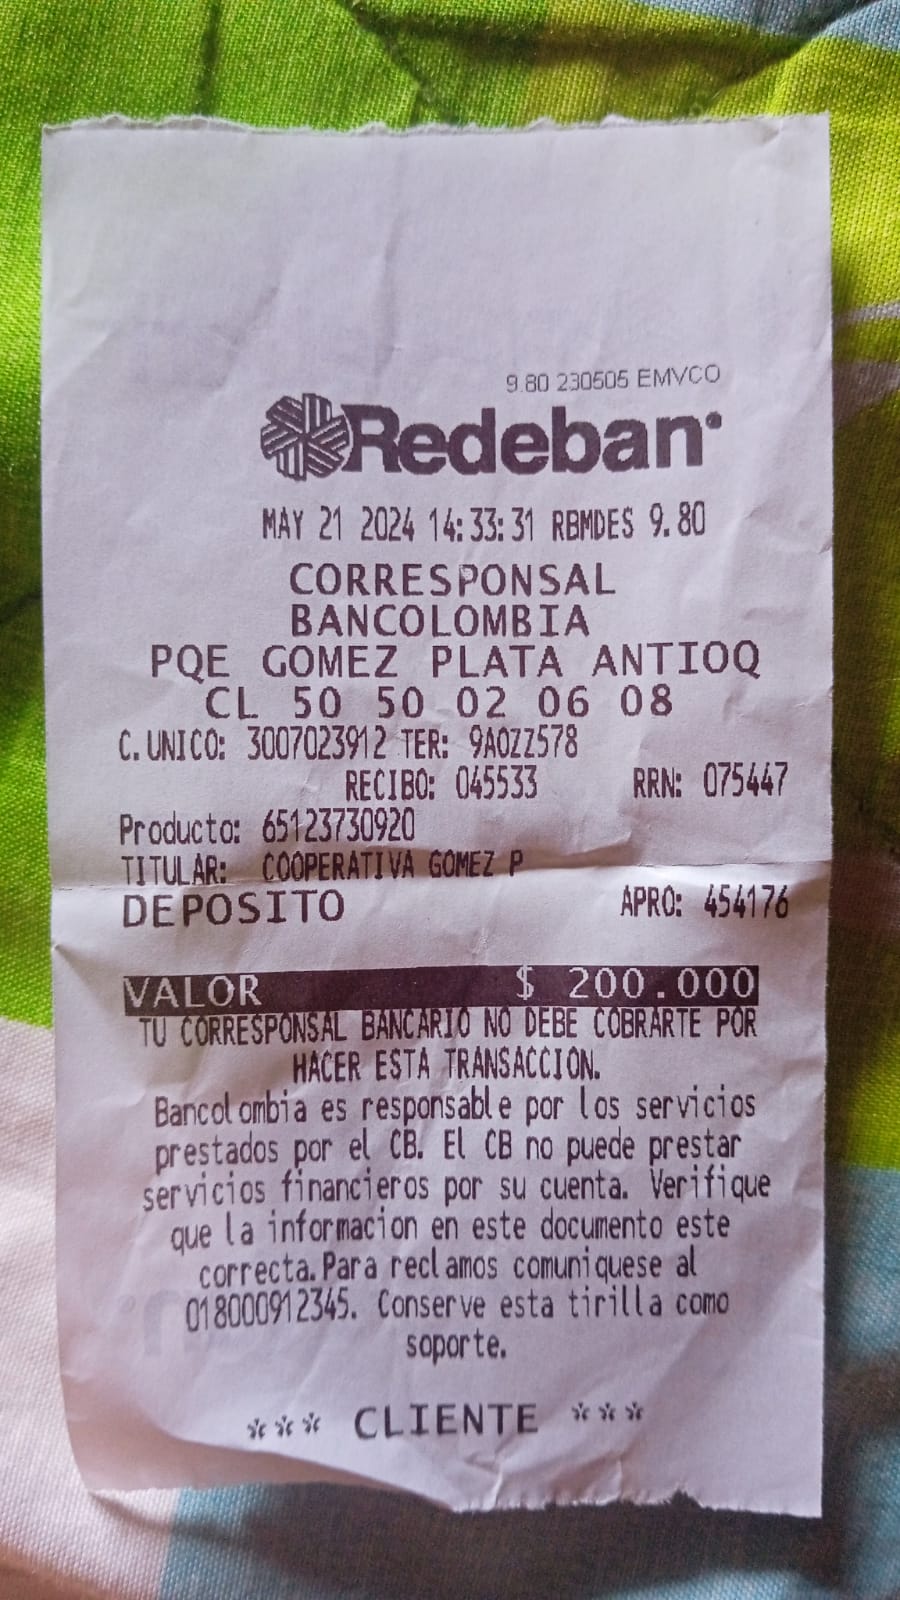 9.80 230505 EMVCO
Redeban
MAY 21 2024 14:33:31 RBMDES 9.80
CORRESPONSAL
BANCOLOMBIA
PQE GOMEZ PLATA ANTIOQ
CL 50 50 02 06 08
C.UNICO: 3007023912 TER: 9AOZZ578
RECIBO: 045533 RRN: 075447
Producto: 65123730920
TITULAR: COOPERATIVA GOMEZ P
DEPOSITO APRO: 454176
VALOR $ 200.000
TU CORRESPONSAL BANCARIO NO DEBE COBRARTE POR
HACER ESTA TRANSACCION.
Bancolombia es responsable por los servicios
prestados por el CB. El CB no puede prestar
servicios financieros por su cuenta. Verifique
que la informacion en este documento este
correcta.Para reclamos comuniquese al
018000912345. Conserve esta tirilla como
soporte.
*** CLIENTE ***